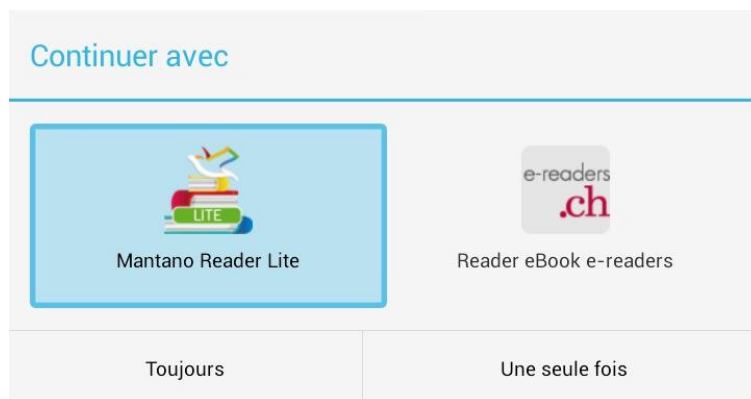 Continuer avec
LITE
e-readers
.ch
Mantano Reader Lite
Reader eBook e-readers
Toujours
Une seule fois